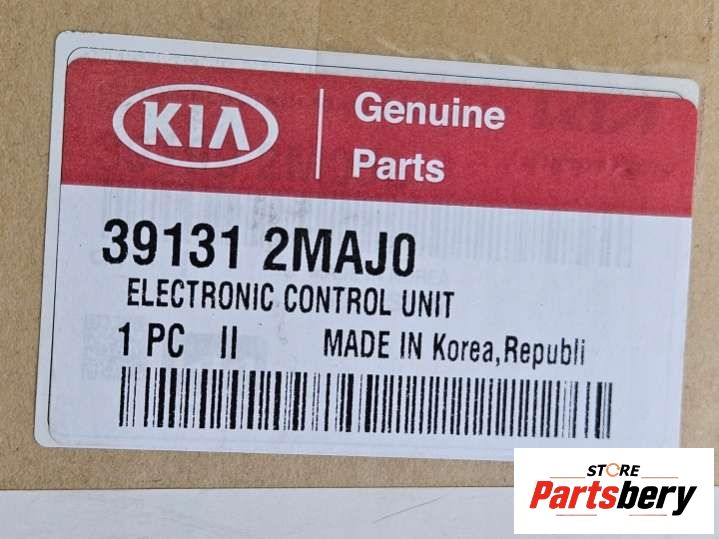 KIA
Genuine
Parts
39131 2MAJ0
ELECTRONIC CONTROL UNIT
1 PC II MADE IN Korea,Republi
STORE
Partsbery